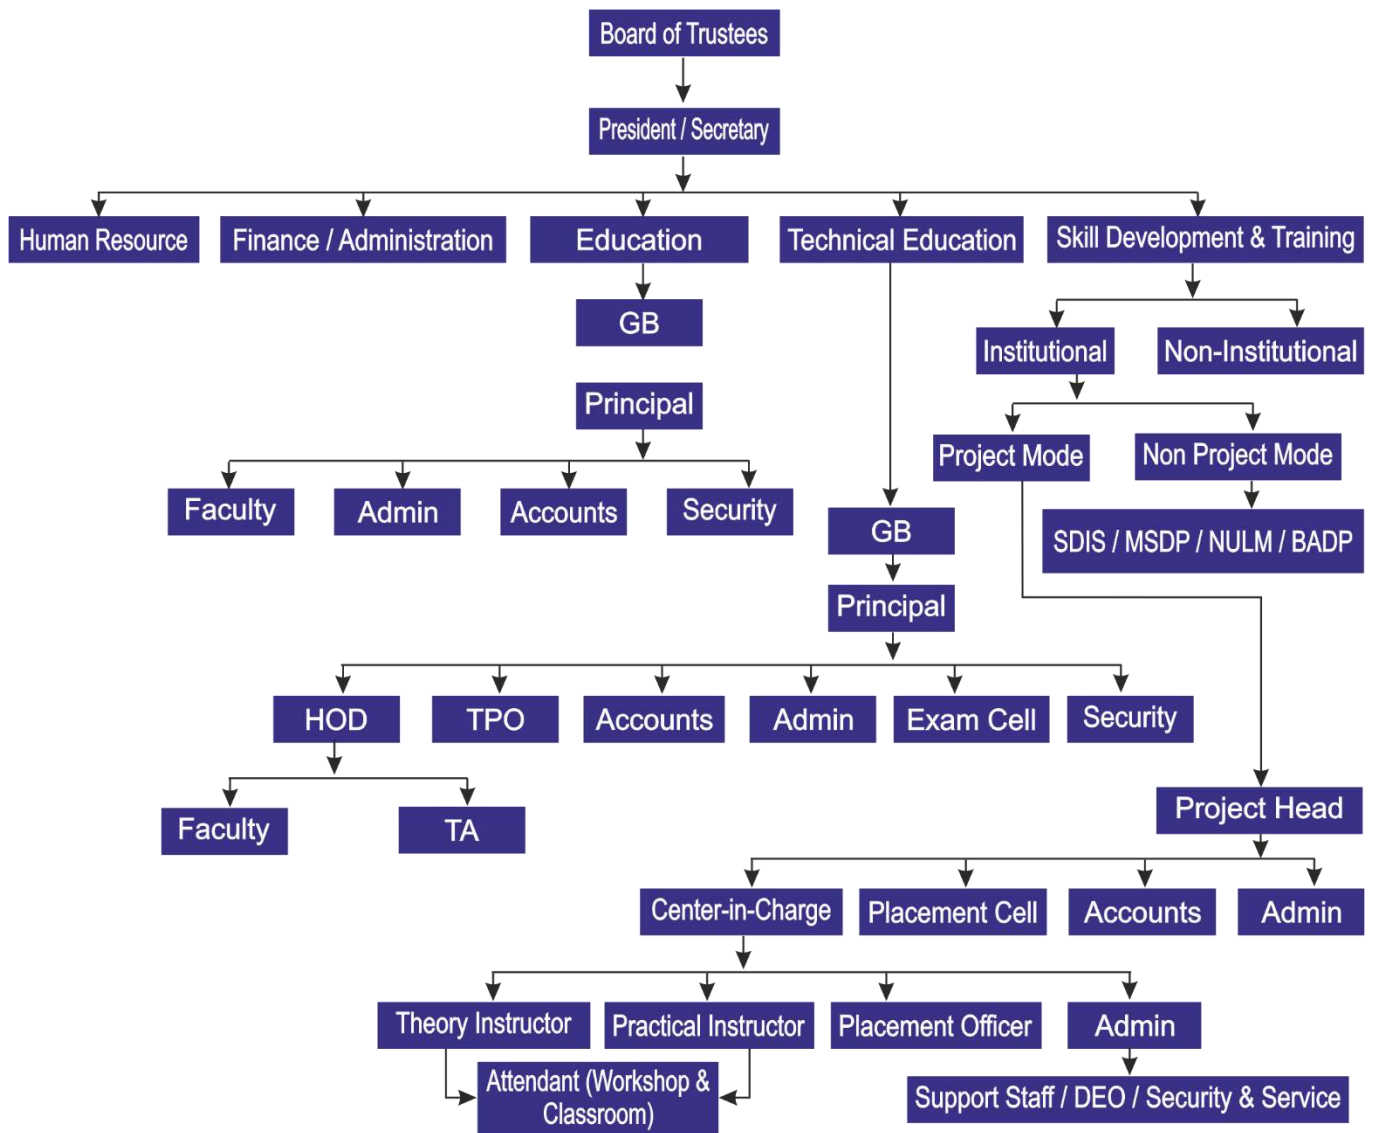 Board of Trustees
President / Secretary
Human Resource
Finance / Administration
Education
Technical Education
Skill Development & Training
GB
Institutional
Non-Institutional
Principal
Project Mode
Non Project Mode
Faculty
Admin
Accounts
Security
GB
SDIS / MSDP / NULM / BADP
Principal
HOD
TPO
Accounts
Admin
Exam Cell
Security
Faculty
TA
Project Head
Center-in-Charge
Placement Cell
Accounts
Admin
Theory Instructor
Practical Instructor
Placement Officer
Admin
Attendant (Workshop &
Classroom)
Support Staff / DEO / Security & Service